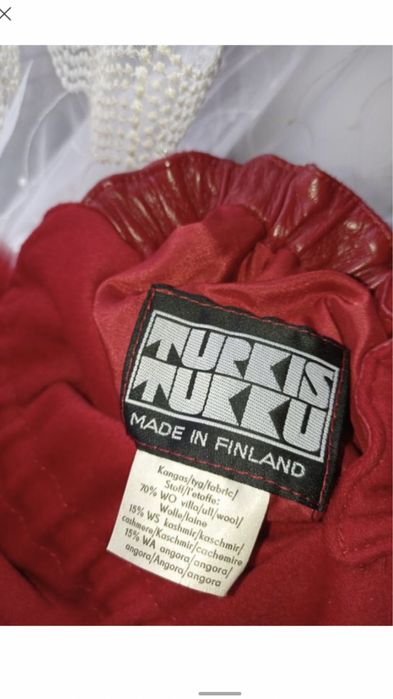 TURKIS
TUKKU
MADE IN FINLAND
Kangas/tyg/fabric/
Stoff/l'etoffe:
70% WO villa/ull/wool/
Wolle/laine
15% WS kashmir/kaschmir/
cashmere/Kaschmir/cachemire
15% WA angora/angora/
angora/Angora/angora